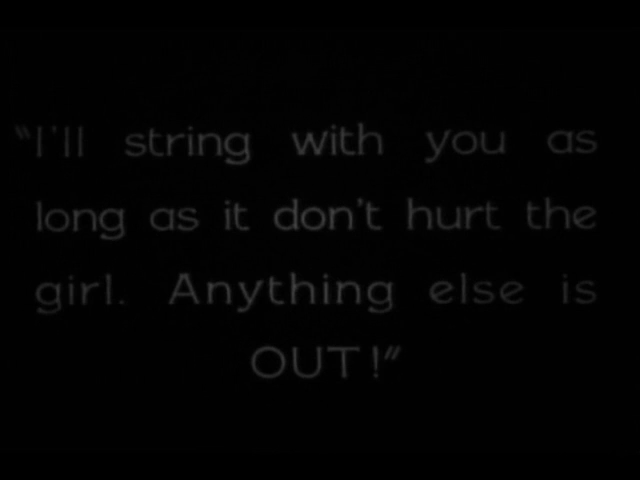 "I'll string with you as
long as it don't hurt the
girl. Anything else is
OUT!"